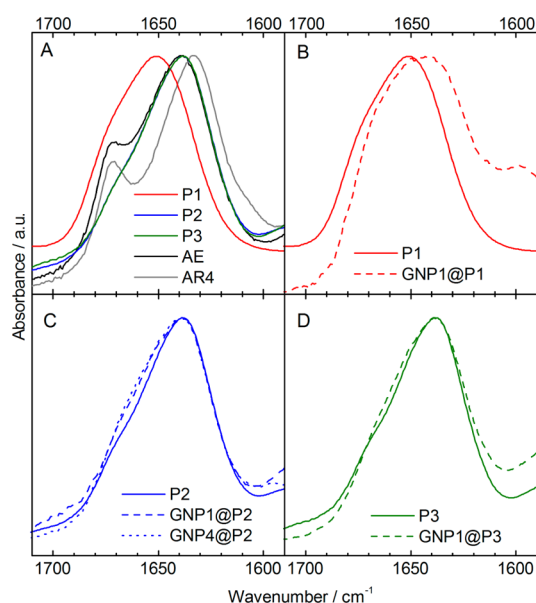 1700 1650 1600 1700 1650 1600
A
P1
P2
P3
AE
AR4
B
P1
GNP1@P1
Absorbance / a.u.
C
P2
GNP1@P2
GNP4@P2
D
P3
GNP1@P3
1700 1650 1600 1700 1650 1600
Wavenumber / cm⁻¹